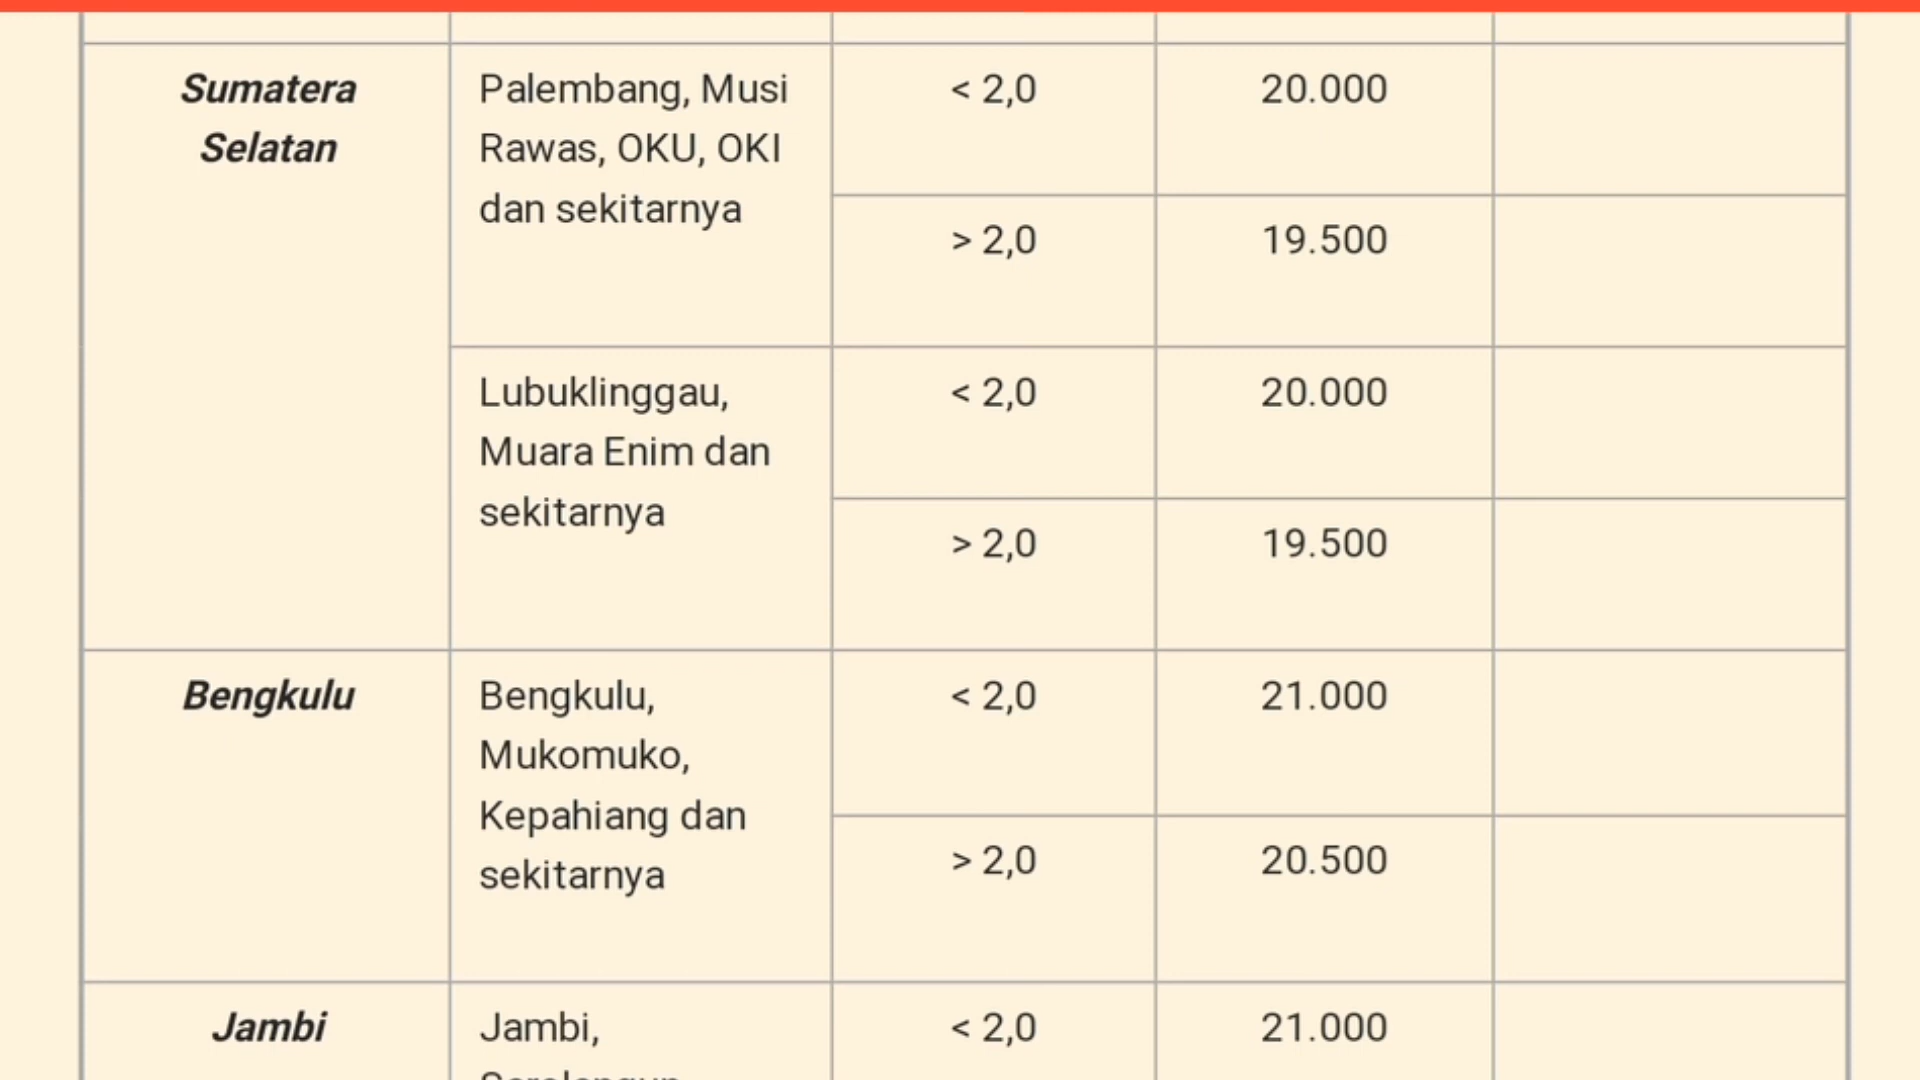 Sumatera
Selatan
Palembang, Musi
Rawas, OKU, OKI
dan sekitarnya
< 2,0
20.000
> 2,0
19.500
Lubuklinggau,
Muara Enim dan
sekitarnya
< 2,0
20.000
> 2,0
19.500
Bengkulu
Bengkulu,
Mukomuko,
Kepahiang dan
sekitarnya
< 2,0
21.000
> 2,0
20.500
Jambi
Jambi,
< 2,0
21.000